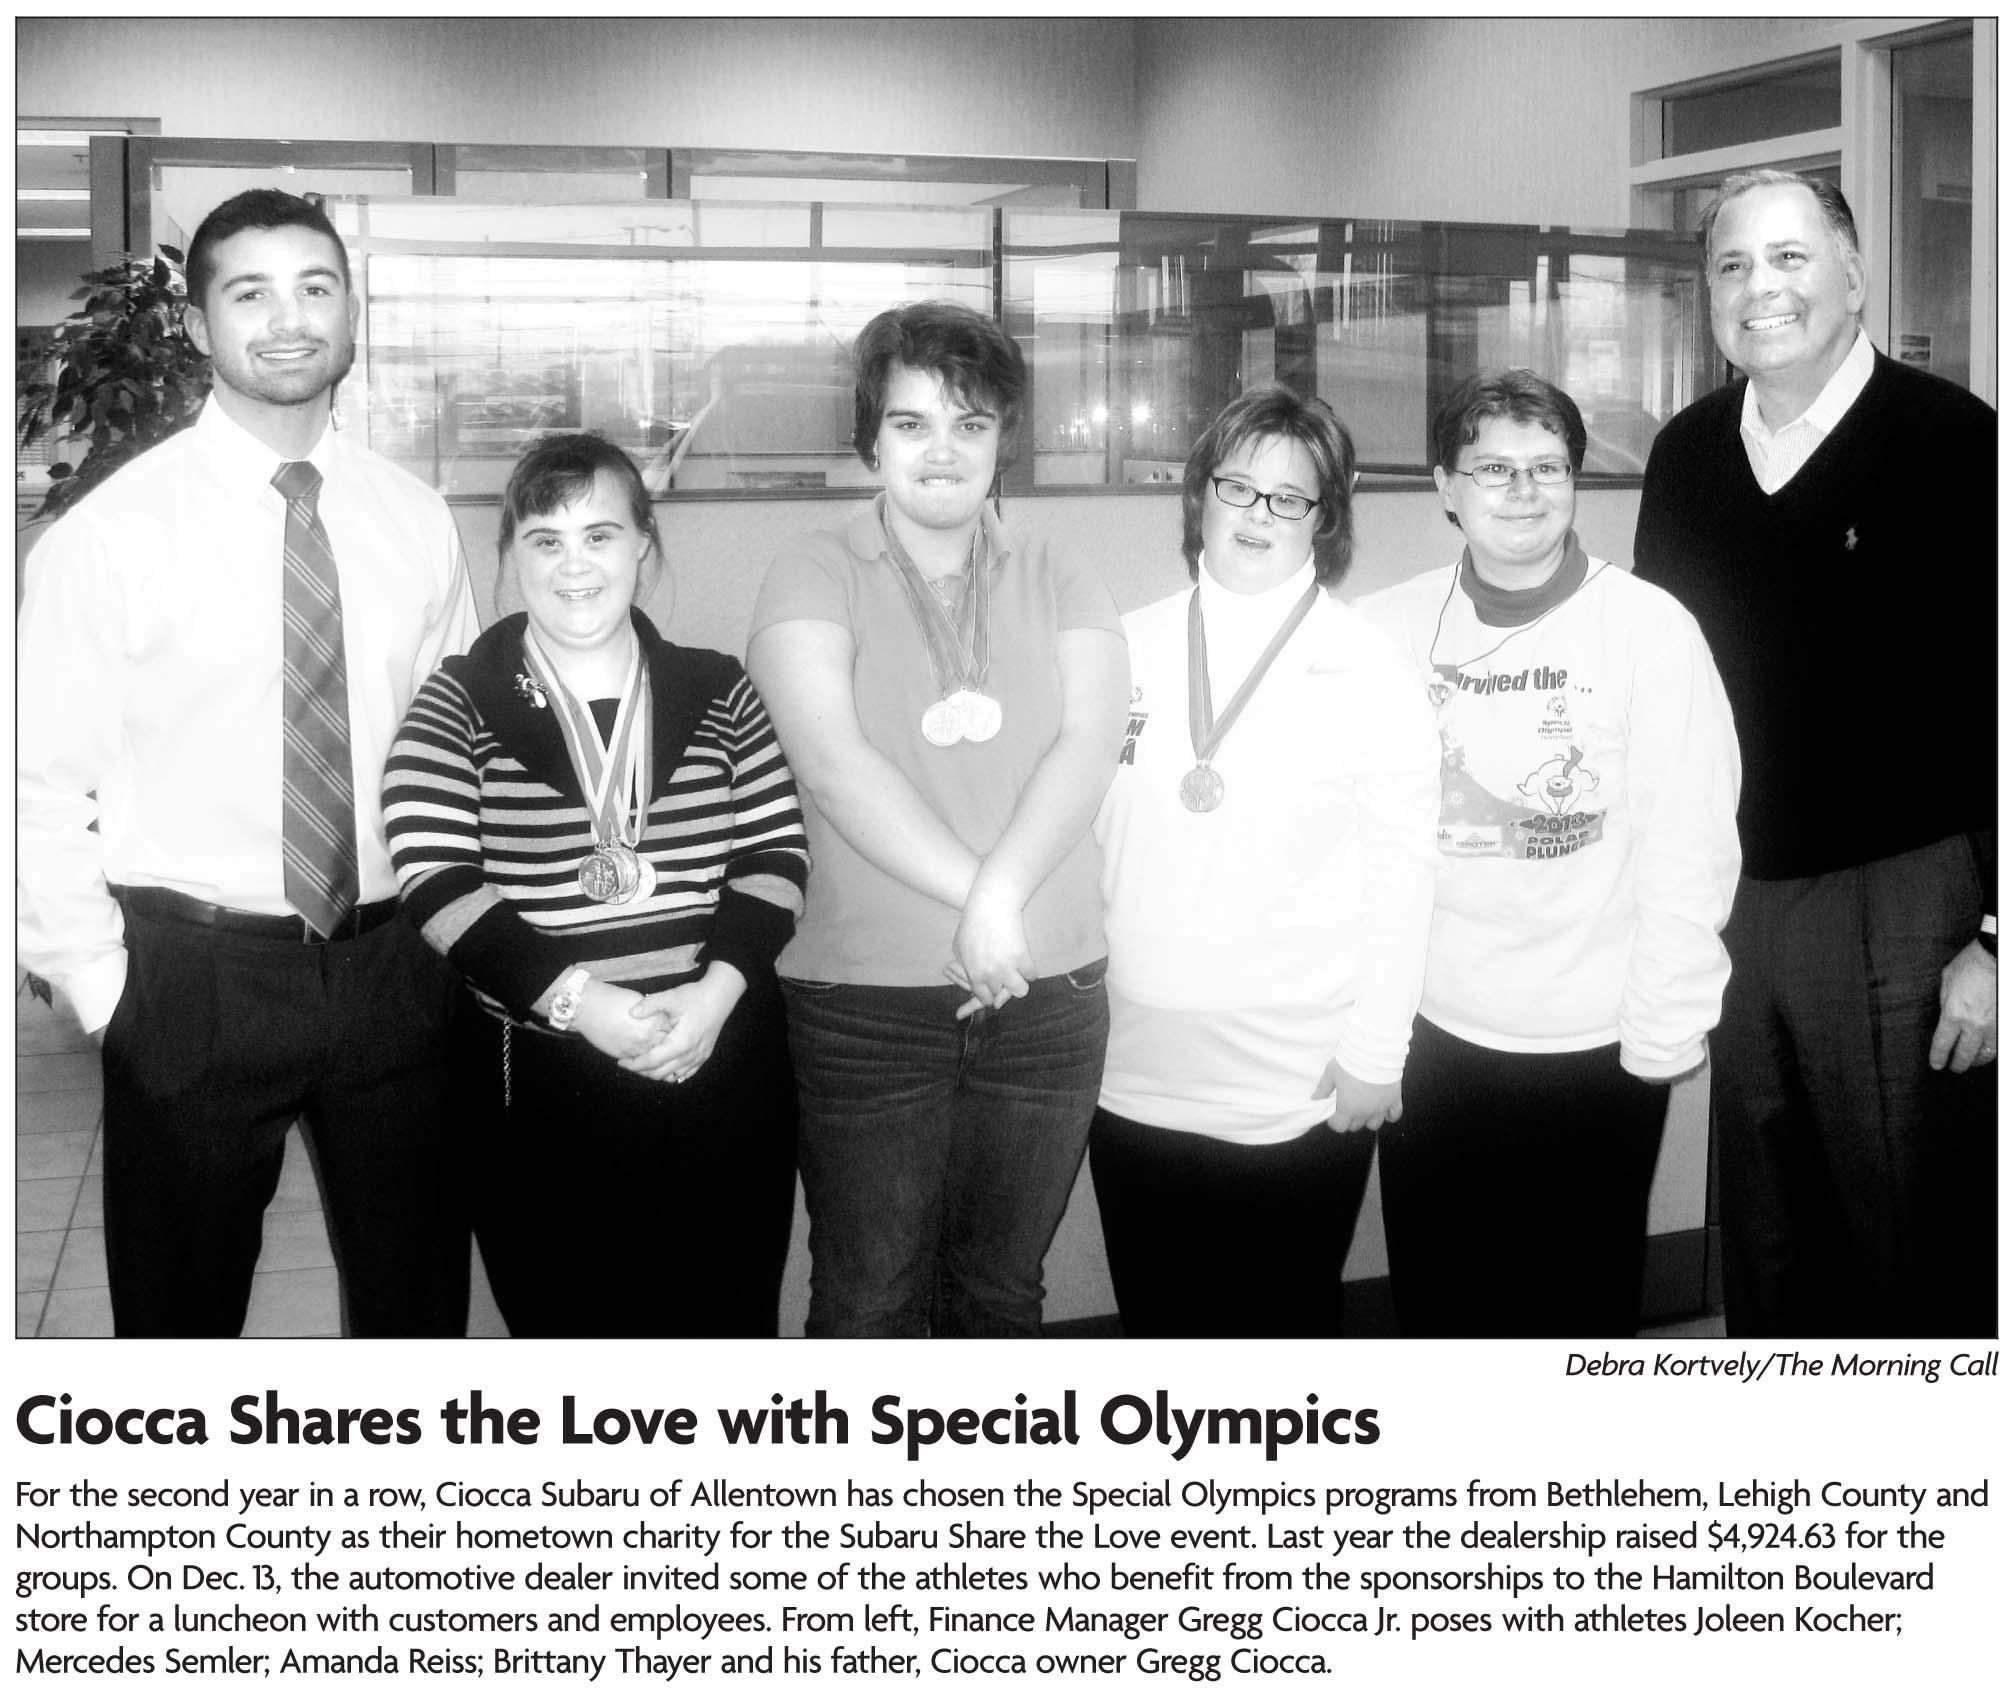 rvived the ...
Special
Olympics
2013
POLAR
PLUNGE
M
A
Debra Kortvely/The Morning Call
Ciocca Shares the Love with Special Olympics
For the second year in a row, Ciocca Subaru of Allentown has chosen the Special Olympics programs from Bethlehem, Lehigh County and
Northampton County as their hometown charity for the Subaru Share the Love event. Last year the dealership raised $4,924.63 for the
groups. On Dec. 13, the automotive dealer invited some of the athletes who benefit from the sponsorships to the Hamilton Boulevard
store for a luncheon with customers and employees. From left, Finance Manager Gregg Ciocca Jr. poses with athletes Joleen Kocher;
Mercedes Semler; Amanda Reiss; Brittany Thayer and his father, Ciocca owner Gregg Ciocca.